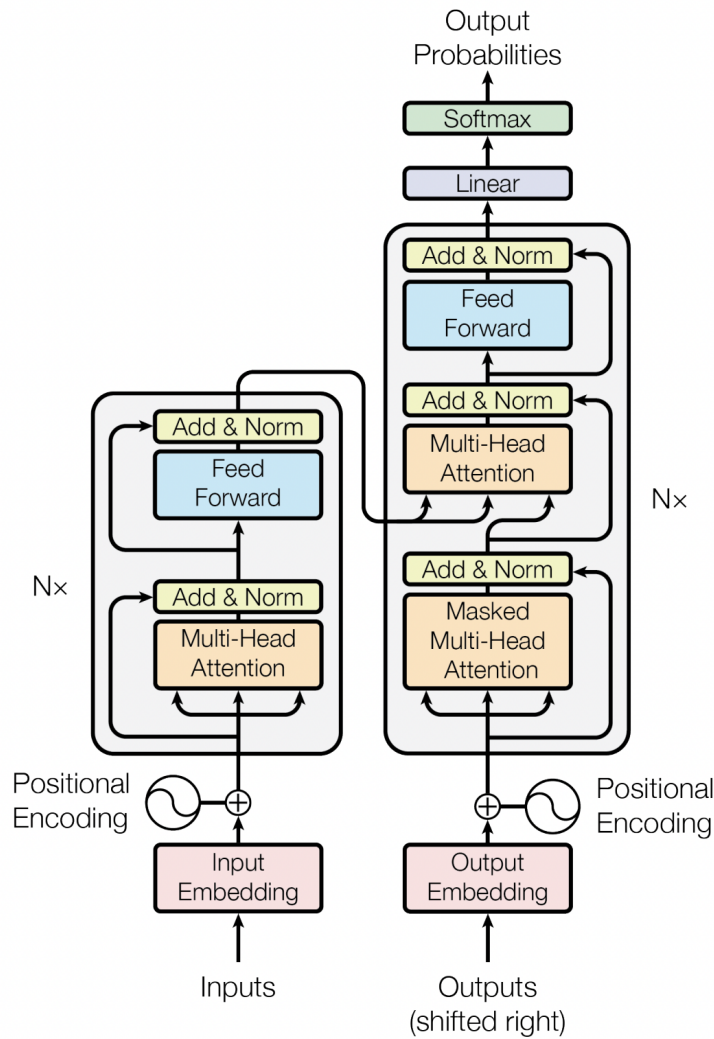 Output
Probabilities
Softmax
Linear
Add & Norm
Feed
Forward
Add & Norm
Multi-Head
Attention
N×
Add & Norm
Masked
Multi-Head
Attention
Add & Norm
Feed
Forward
N×
Add & Norm
Multi-Head
Attention
Positional
Encoding
Positional
Encoding
Input
Embedding
Output
Embedding
Inputs
Outputs
(shifted right)